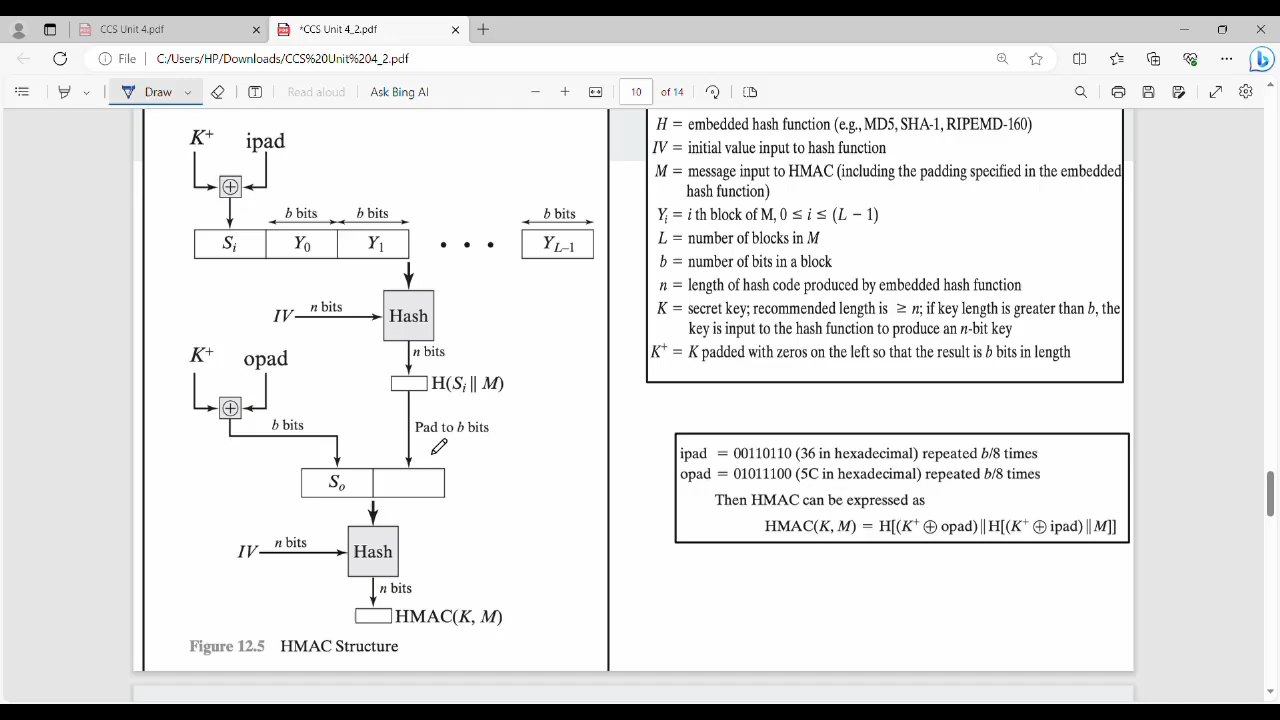 CCS Unit 4.pdf
*CCS Unit 4_2.pdf
File
C:/Users/HP/Downloads/CCS%20Unit%204_2.pdf
Draw
Read aloud
Ask Bing AI
10 of 14
K+ ipad
b bits b bits b bits
Si Y0 Y1 • • • YL–1
IV n bits Hash
n bits
K+ opad
H(Si || M)
b bits
Pad to b bits
So
IV n bits Hash
n bits
HMAC(K, M)
Figure 12.5 HMAC Structure
H = embedded hash function (e.g., MD5, SHA-1, RIPEMD-160)
IV = initial value input to hash function
M = message input to HMAC (including the padding specified in the embedded
hash function)
Yi = i th block of M, 0 ≤ i ≤ (L − 1)
L = number of blocks in M
b = number of bits in a block
n = length of hash code produced by embedded hash function
K = secret key; recommended length is ≥ n; if key length is greater than b, the
key is input to the hash function to produce an n-bit key
K+ = K padded with zeros on the left so that the result is b bits in length
ipad = 00110110 (36 in hexadecimal) repeated b/8 times
opad = 01011100 (5C in hexadecimal) repeated b/8 times
Then HMAC can be expressed as
HMAC(K, M) = H[(K+ ⊕ opad) || H[(K+ ⊕ ipad) || M]]